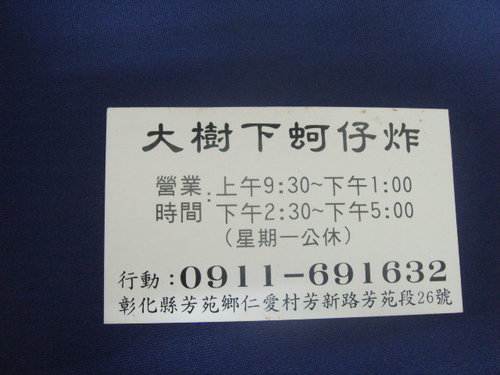 大樹下蚵仔炸
營業:上午9:30~下午1:00
時間 下午2:30~下午5:00
(星期一公休)
行動:0911-691632
彰化縣芳苑鄉仁愛村芳新路芳苑段26號